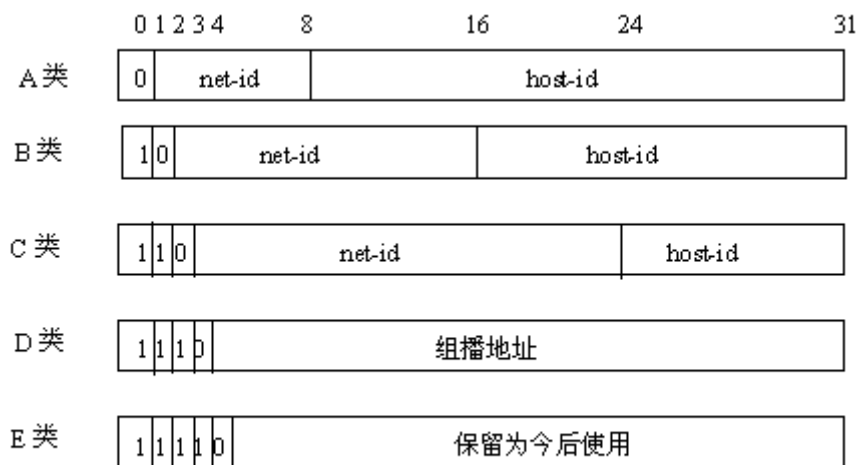 0 1 2 3 4 8 16 24 31
A类 0 net-id host-id
B类 1 0 net-id host-id
C类 1 1 0 net-id host-id
D类 1 1 1 0 组播地址
E类 1 1 1 1 0 保留为今后使用